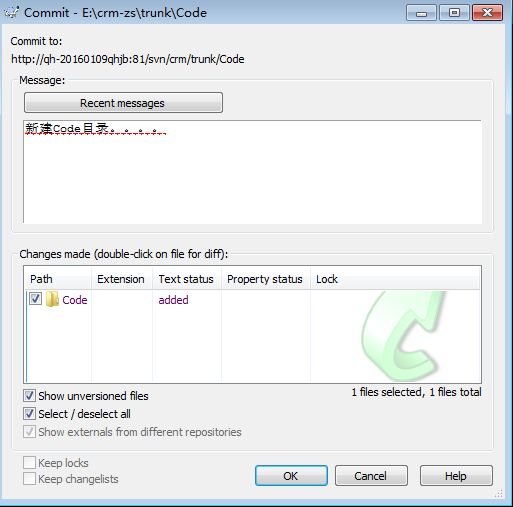 Commit - E:\crm-zs\trunk\Code
Commit to:
http://qh-20160109qhjb:81/svn/crm/trunk/Code
Message:
Recent messages
新建Code目录。。。。
Changes made (double-click on file for diff):
Path Extension Text status Property status Lock
Code added
1 files selected, 1 files total
Show unversioned files
Select / deselect all
Show externals from different repositories
Keep locks
Keep changelists
OK Cancel Help